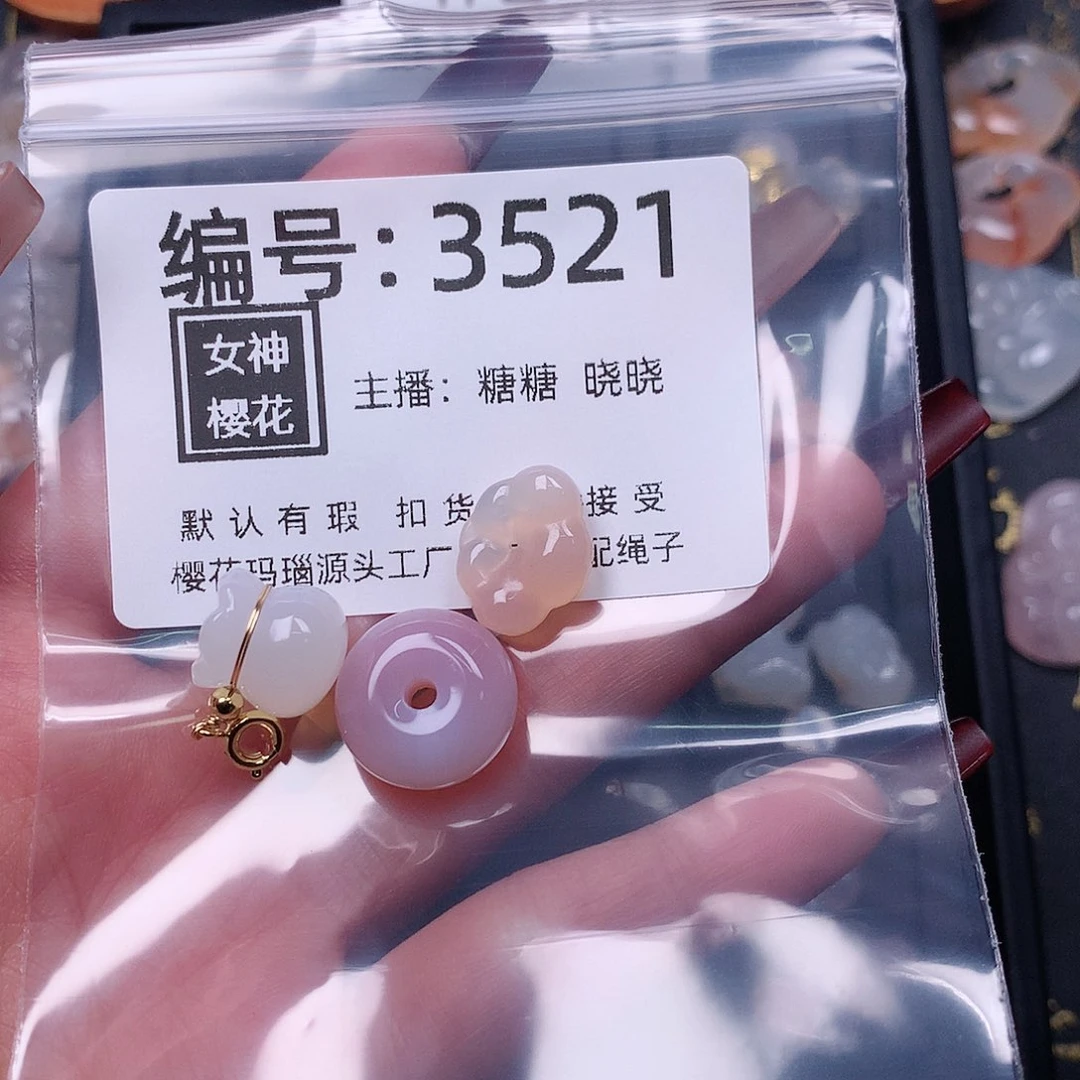 编号：3521
女神
樱花
主播：糖糖 晓晓
默认有瑕 扣货 接受
樱花玛瑙源头工厂 配绳子